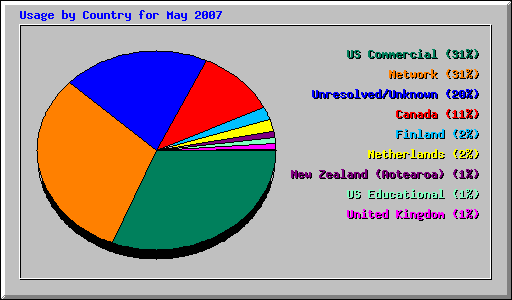 Usage by Country for May 2007
US Commercial (31%)
Network (31%)
Unresolved/Unknown (20%)
Canada (11%)
Finland (2%)
Netherlands (2%)
New Zealand (Aotearoa) (1%)
US Educational (1%)
United Kingdom (1%)